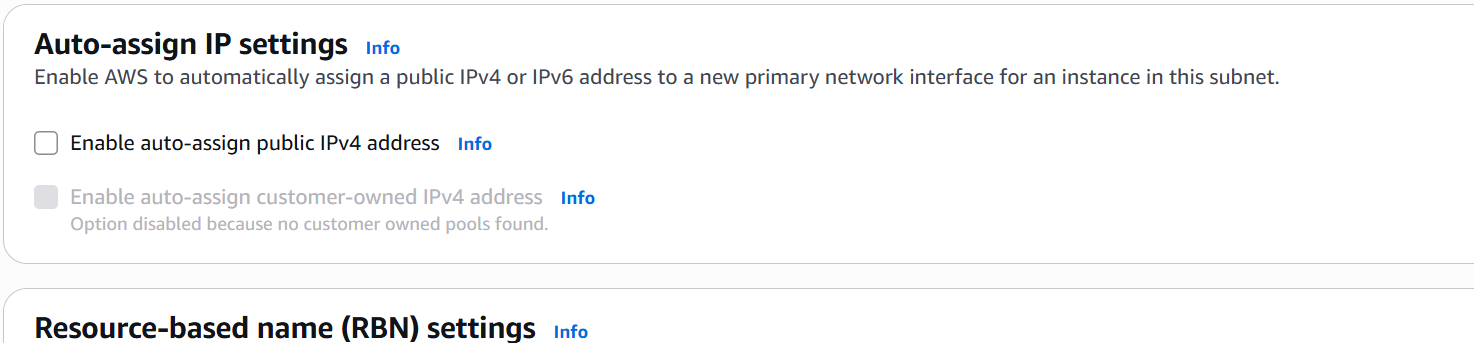 Auto-assign IP settings Info
Enable AWS to automatically assign a public IPv4 or IPv6 address to a new primary network interface for an instance in this subnet.
Enable auto-assign public IPv4 address Info
Enable auto-assign customer-owned IPv4 address Info
Option disabled because no customer owned pools found.
Resource-based name (RBN) settings Info